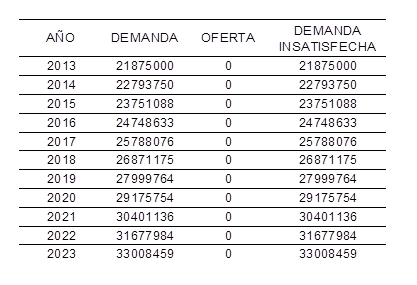 AÑO DEMANDA OFERTA DEMANDA INSATISFECHA
2013 21875000 0 21875000
2014 22793750 0 22793750
2015 23751088 0 23751088
2016 24748633 0 24748633
2017 25788076 0 25788076
2018 26871175 0 26871175
2019 27999764 0 27999764
2020 29175754 0 29175754
2021 30401136 0 30401136
2022 31677984 0 31677984
2023 33008459 0 33008459